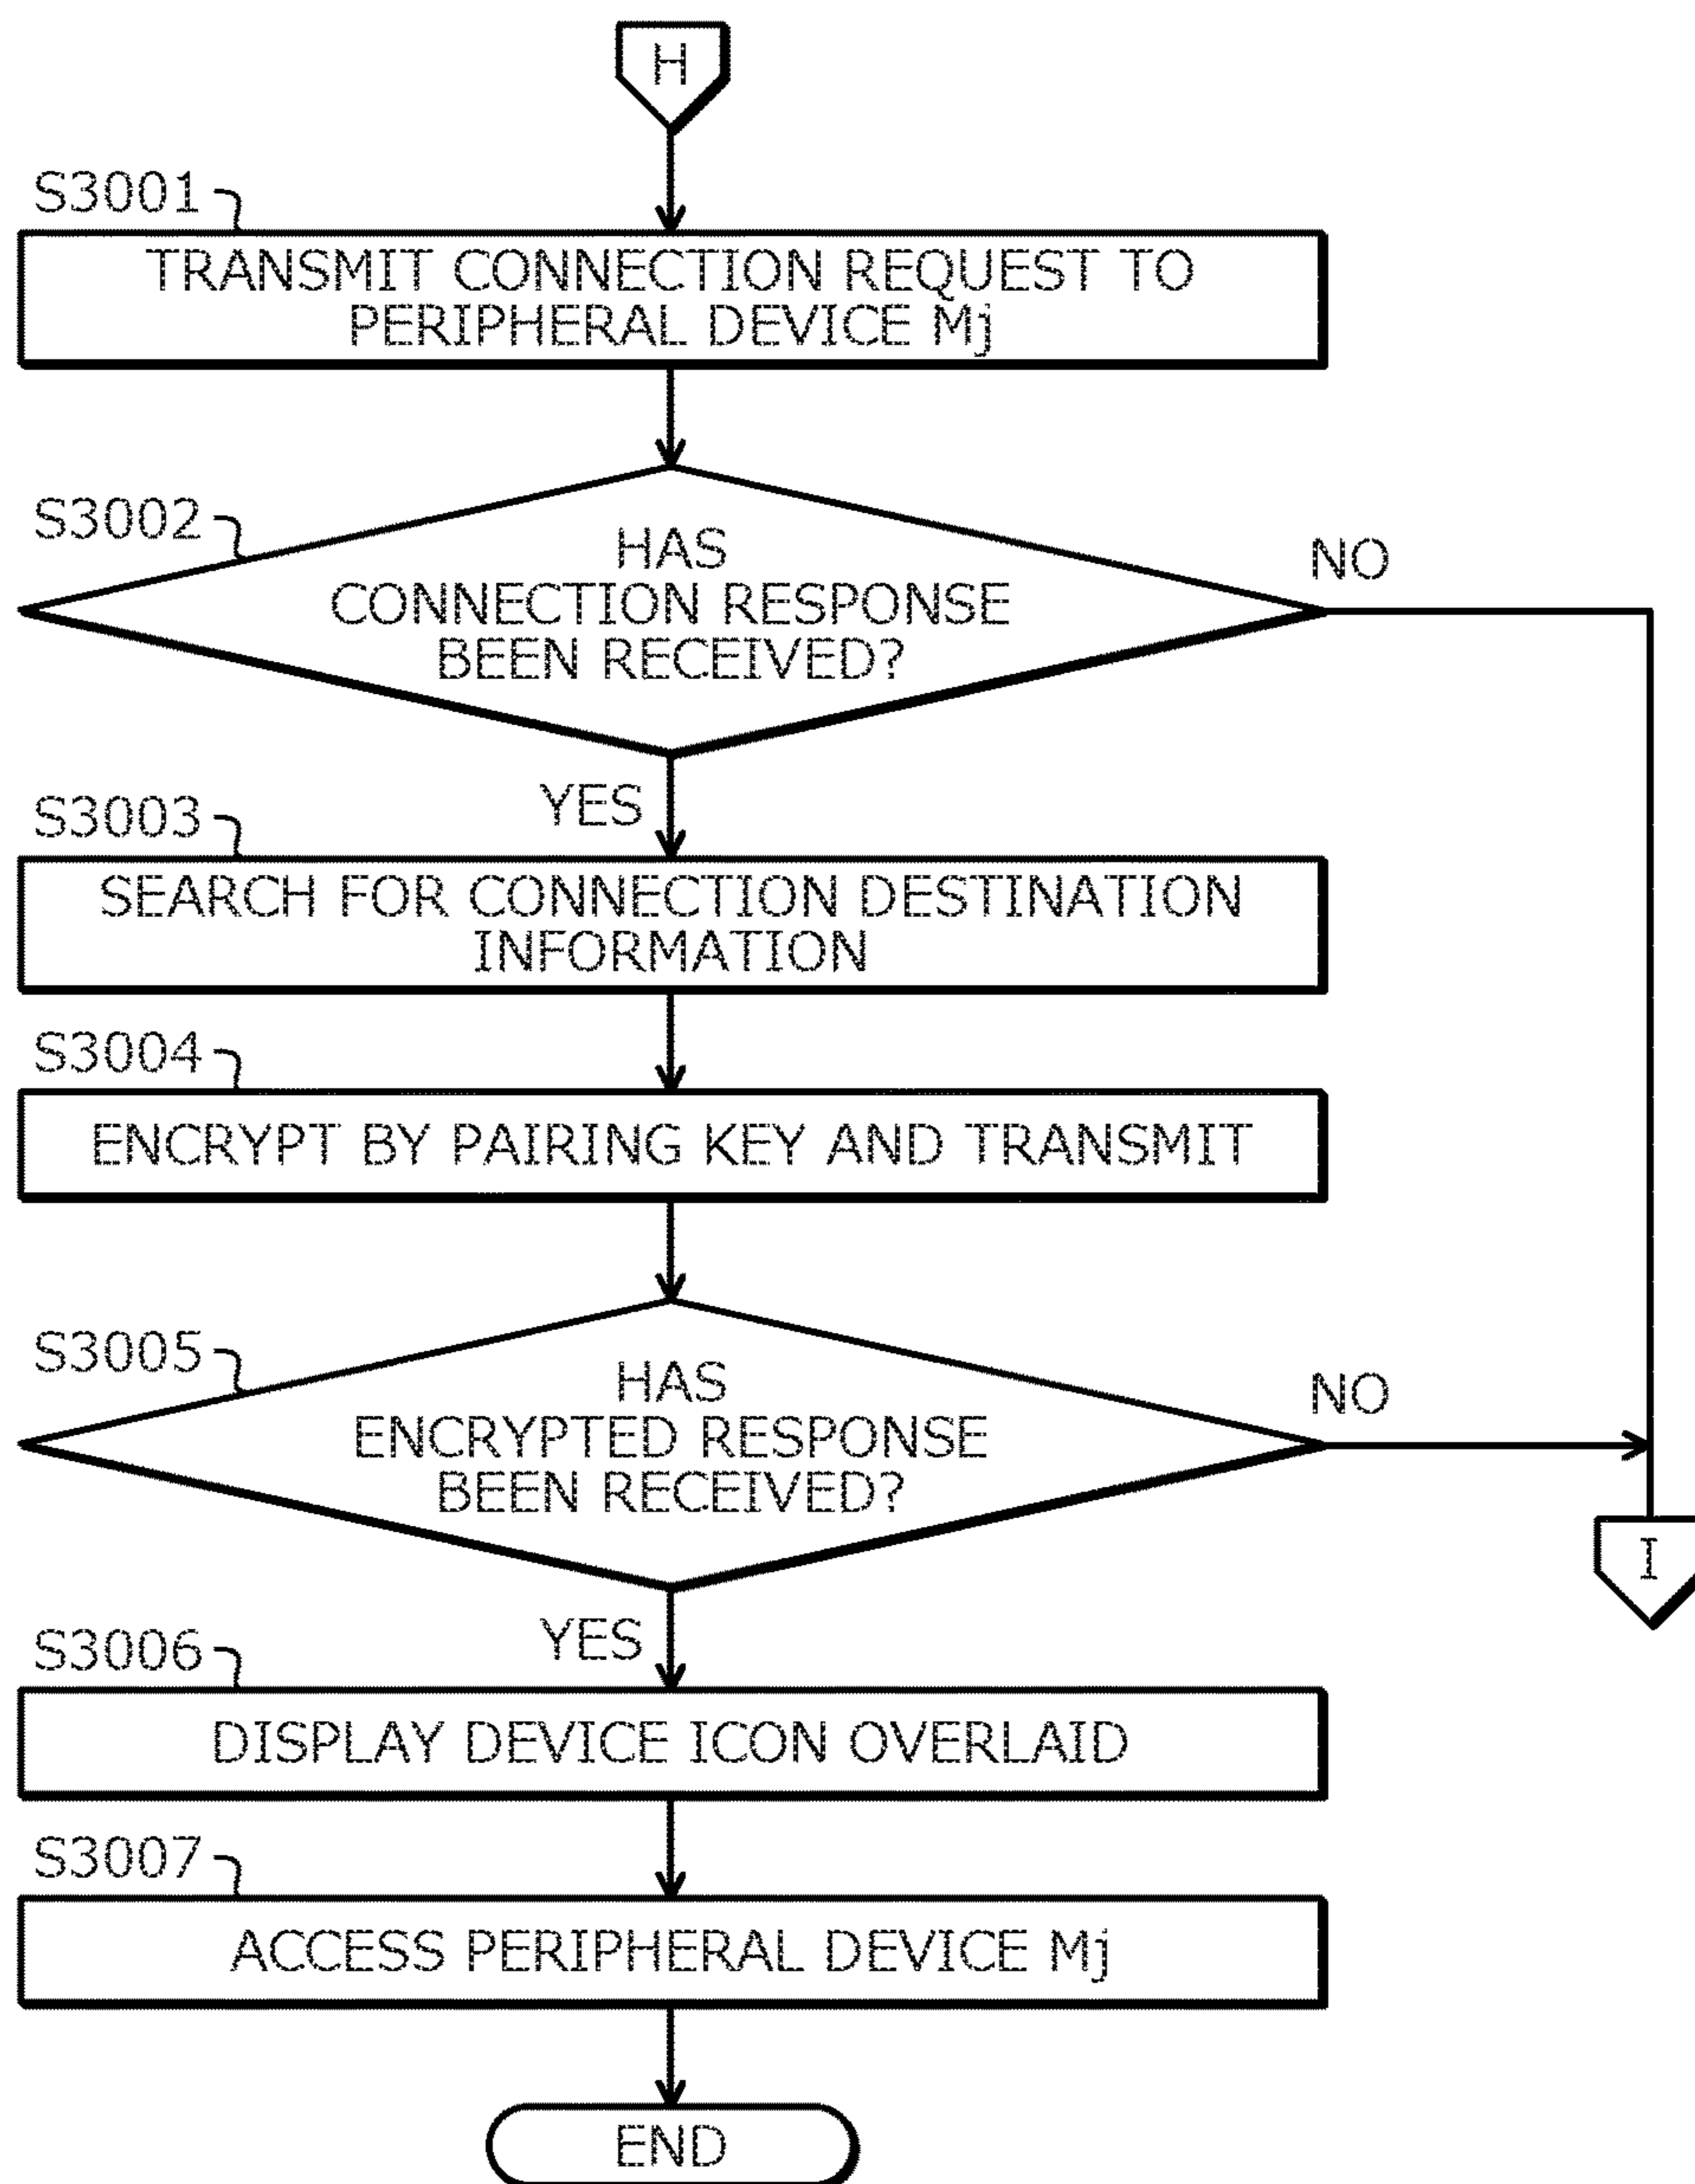 H
S3001
TRANSMIT CONNECTION REQUEST TO
PERIPHERAL DEVICE Mj
S3002
HAS
CONNECTION RESPONSE
BEEN RECEIVED?
NO
YES
S3003
SEARCH FOR CONNECTION DESTINATION
INFORMATION
S3004
ENCRYPT BY PAIRING KEY AND TRANSMIT
S3005
HAS
ENCRYPTED RESPONSE
BEEN RECEIVED?
NO
I
YES
S3006
DISPLAY DEVICE ICON OVERLAID
S3007
ACCESS PERIPHERAL DEVICE Mj
END